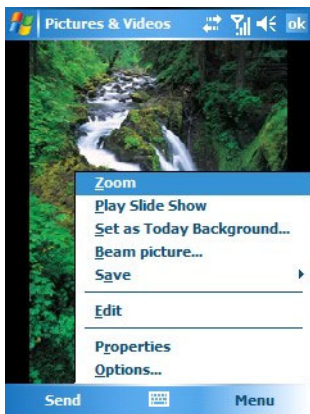 Pictures & Videos ok
Zoom
Play Slide Show
Set as Today Background...
Beam picture...
Save
Edit
Properties
Options...
Send Menu